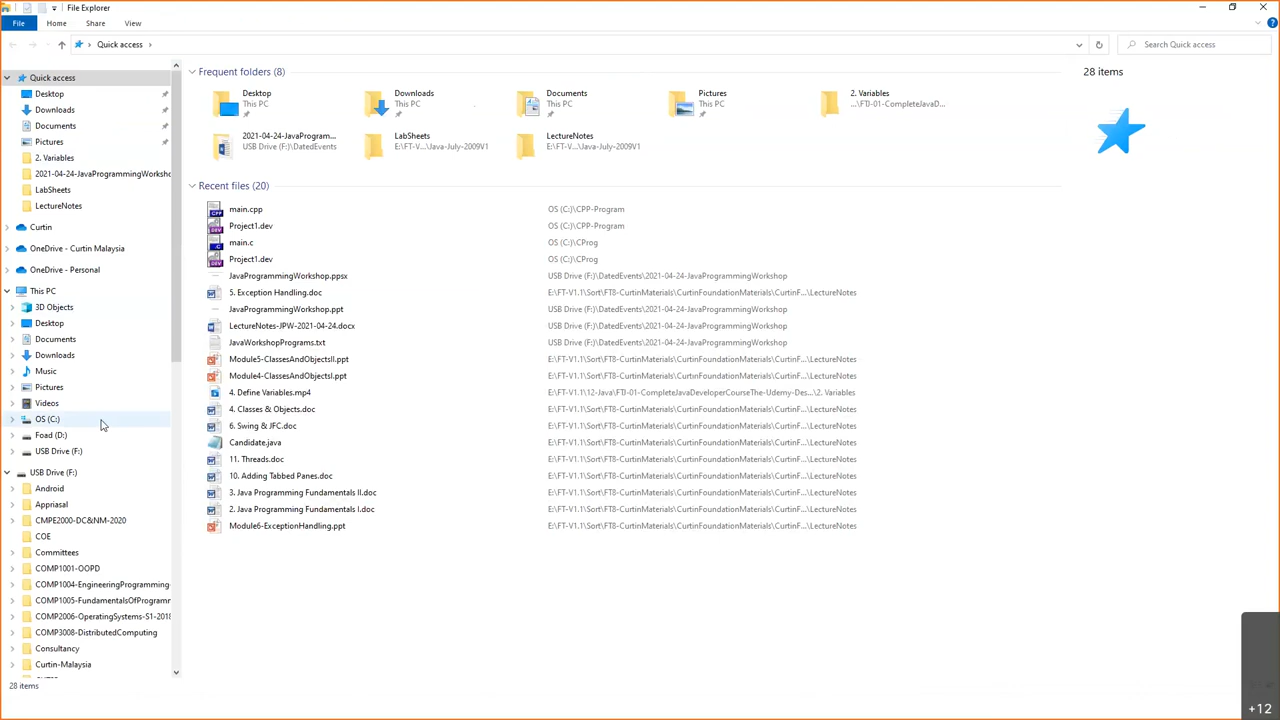 File Explorer
File Home Share View
Quick access
Search Quick access
Quick access
Desktop
Downloads
Documents
Pictures
2. Variables
2021-04-24-JavaProgrammingWorksho
LabSheets
LectureNotes
Curtin
OneDrive - Curtin Malaysia
OneDrive - Personal
This PC
3D Objects
Desktop
Documents
Downloads
Music
Pictures
Videos
OS (C:)
Foad (D:)
USB Drive (F:)
USB Drive (F:)
Android
Apprialsal
CMPE2000-DC&NM-2020
COE
Committees
COMP1001-OOPD
COMP1004-EngineeringProgramming-
COMP1005-FundamentalsOfProgramm
COMP2006-OperatingSystems-S1-2018
COMP3008-DistributedComputing
Consultancy
Curtin-Malaysia
28 items
Frequent folders (8)
Desktop
This PC
Downloads
This PC
Documents
This PC
Pictures
This PC
2. Variables
...\FTJ-01-CompleteJavaD...
2021-04-24-JavaProgram...
USB Drive (F:)\DatedEvents
LabSheets
E:\FT-V...\Java-July-2009V1
LectureNotes
E:\FT-V...\Java-July-2009V1
Recent files (20)
main.cpp OS (C:)\CPP-Program
Project1.dev OS (C:)\CPP-Program
main.c OS (C:)\CProg
Project1.dev OS (C:)\CProg
JavaProgrammingWorkshop.ppsx USB Drive (F:)\DatedEvents\2021-04-24-JavaProgrammingWorkshop
5. Exception Handling.doc E:\FT-V1.1\Sort\FT8-CurtinMaterials\CurtinF...\LectureNotes
JavaProgrammingWorkshop.ppt USB Drive (F:)\DatedEvents\2021-04-24-JavaProgrammingWorkshop
LectureNotes-JPW-2021-04-24.docx USB Drive (F:)\DatedEvents\2021-04-24-JavaProgrammingWorkshop
JavaWorkshopPrograms.txt USB Drive (F:)\DatedEvents\2021-04-24-JavaProgrammingWorkshop
Module5-ClassesAndObjectsII.ppt E:\FT-V1.1\Sort\FT8-CurtinFoundationMaterials\CurtinF...\LectureNotes
Module4-ClassesAndObjectsI.ppt E:\FT-V1.1\Sort\FT8-CurtinFoundationMaterials\CurtinF...\LectureNotes
4. Define Variables.mp4 E:\FT-V1.1\12-Java\FTJ-01-CompleteJavaDeveloperCourseThe-Udemy-Des...\2. Variables
4. Classes & Objects.doc E:\FT-V1.1\Sort\FT8-CurtinFoundationMaterials\CurtinF...\LectureNotes
6. Swing & JFC.doc E:\FT-V1.1\Sort\FT8-CurtinFoundationMaterials\CurtinF...\LectureNotes
Candidate.java E:\FT-V1.1\Sort\FT8-CurtinFoundationMaterials\CurtinF...\LectureNotes
11. Threads.doc E:\FT-V1.1\Sort\FT8-CurtinFoundationMaterials\CurtinF...\LectureNotes
10. Adding Tabbed Panes.doc E:\FT-V1.1\Sort\FT8-CurtinFoundationMaterials\CurtinF...\LectureNotes
3. Java Programming Fundamentals II.doc E:\FT-V1.1\Sort\FT8-CurtinFoundationMaterials\CurtinF...\LectureNotes
2. Java Programming Fundamentals I.doc E:\FT-V1.1\Sort\FT8-CurtinFoundationMaterials\CurtinF...\LectureNotes
Module6-ExceptionHandling.ppt E:\FT-V1.1\Sort\FT8-CurtinFoundationMaterials\CurtinF...\LectureNotes
28 items
+12